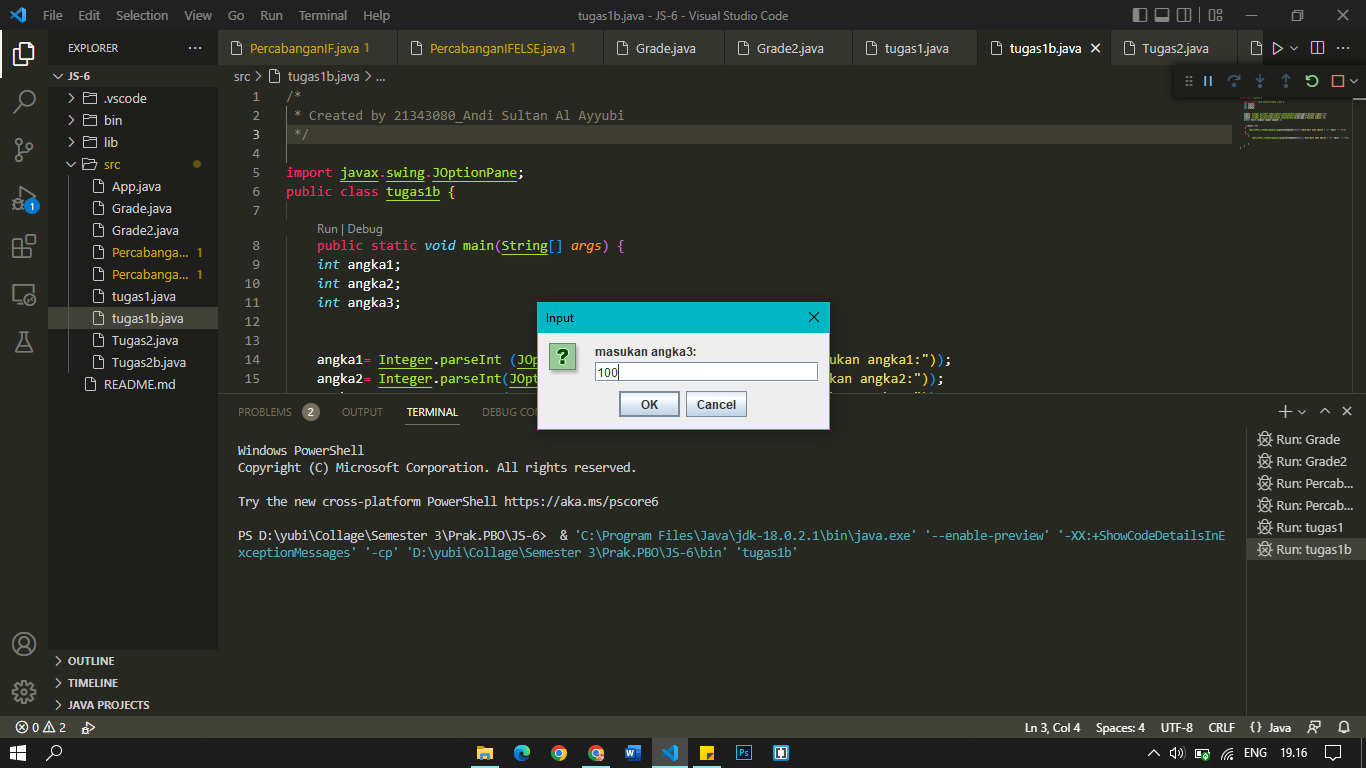 File Edit Selection View Go Run Terminal Help
tugas1b.java - JS-6 - Visual Studio Code
EXPLORER
PercabanganIF.java 1
PercabanganIFELSE.java 1
Grade.java
Grade2.java
tugas1.java
tugas1b.java
Tugas2.java
JS-6
.vscode
bin
lib
src
App.java
Grade.java
Grade2.java
Percabanga... 1
Percabanga... 1
tugas1.java
tugas1b.java
Tugas2.java
Tugas2b.java
README.md
OUTLINE
TIMELINE
JAVA PROJECTS
1
src > tugas1b.java > ...
1 /*
2 * Created by 21343080_Andi Sultan Al Ayyubi
3 */
4
5 import javax.swing.JOptionPane;
6 public class tugas1b {
7
Run | Debug
8 public static void main(String[] args) {
9 int angka1;
10 int angka2;
11 int angka3;
12
13
14 angka1= Integer.parseInt (JO ukan angka1:"));
15 angka2= Integer.parseInt(JOpt kan angka2:"));
Input
masukan angka3:
100
OK
Cancel
PROBLEMS 2 OUTPUT TERMINAL DEBUG CON
Windows PowerShell
Copyright (C) Microsoft Corporation. All rights reserved.
Try the new cross-platform PowerShell https://aka.ms/pscore6
PS D:\yubi\Collage\Semester 3\Prak.PBO\JS-6> & 'C:\Program Files\Java\jdk-18.0.2.1\bin\java.exe' '--enable-preview' '-XX:+ShowCodeDetailsInE
xceptionMessages' '-cp' 'D:\yubi\Collage\Semester 3\Prak.PBO\JS-6\bin' 'tugas1b'
Run: Grade
Run: Grade2
Run: Percab...
Run: Percab...
Run: tugas1
Run: tugas1b
0 2
Ln 3, Col 4 Spaces: 4 UTF-8 CRLF {} Java
ENG 19.16